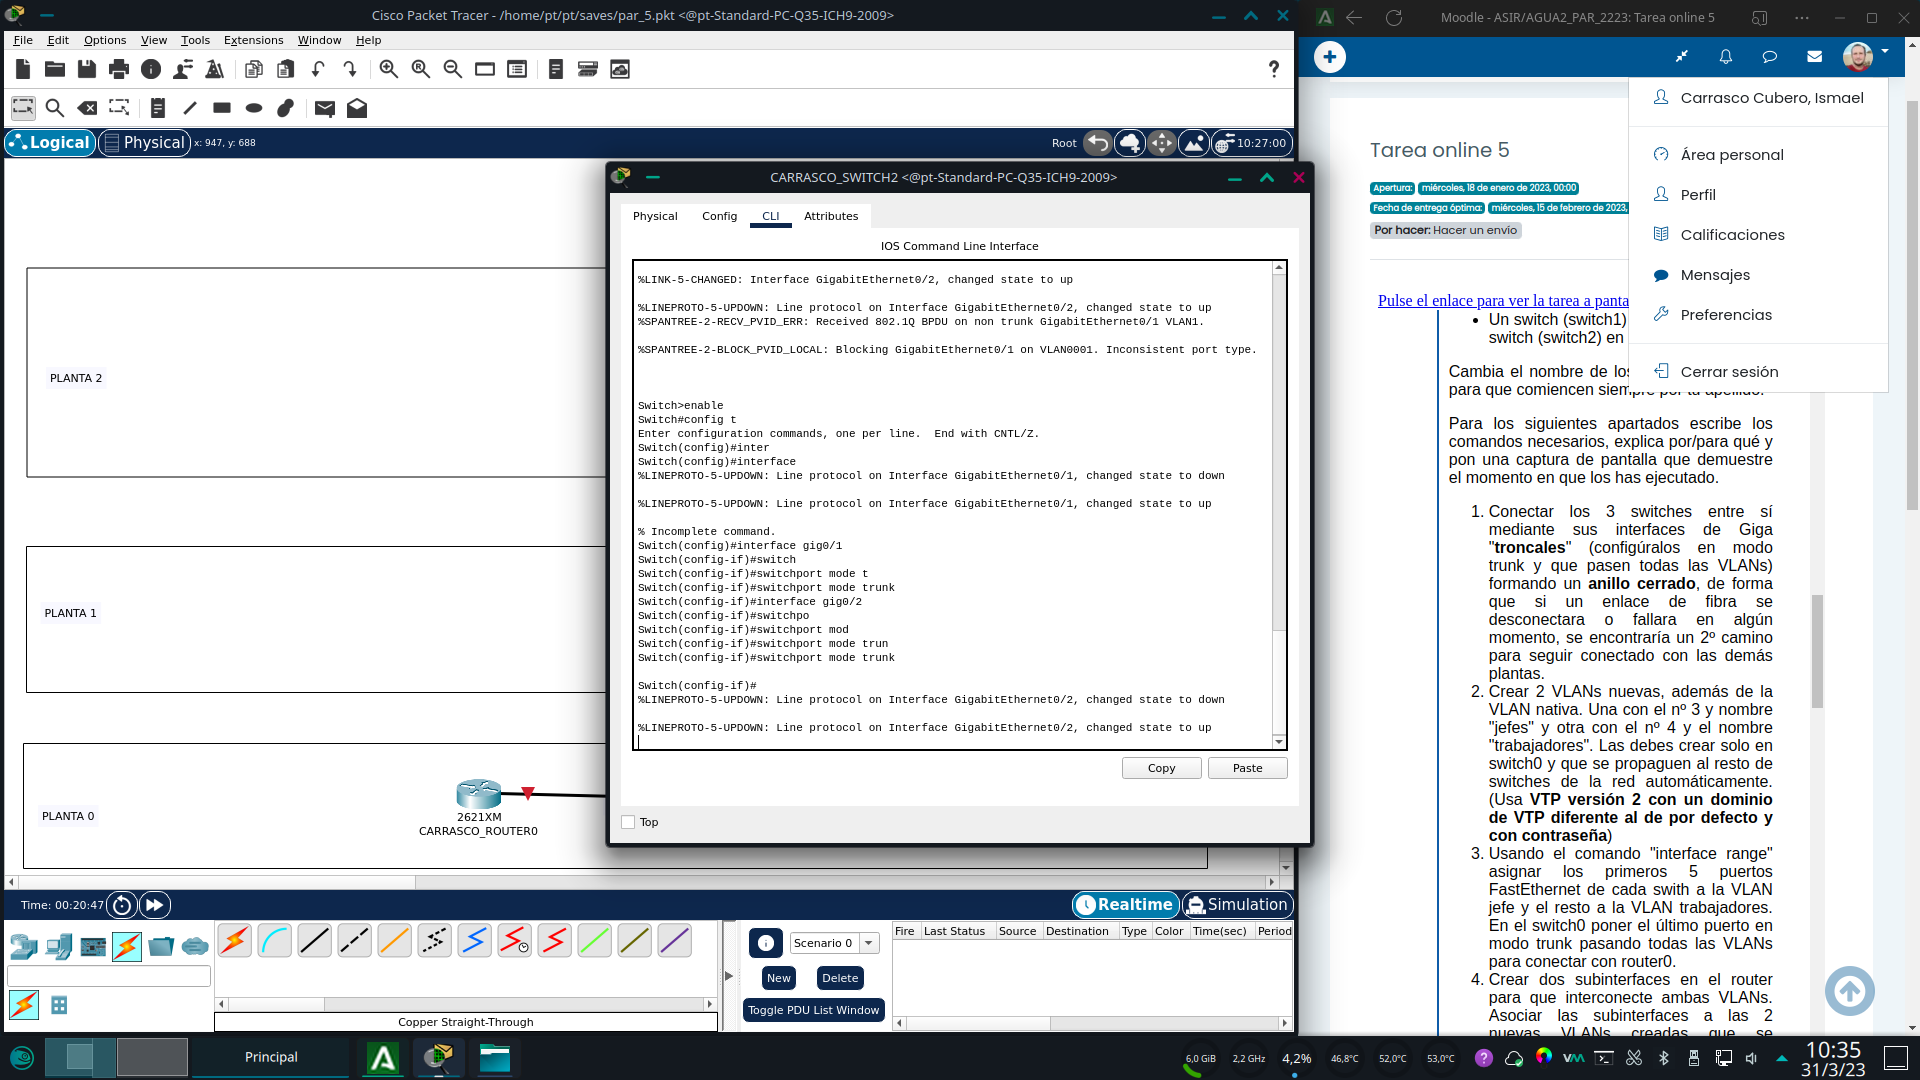 Cisco Packet Tracer - /home/pt/pt/saves/par_5.pkt <@pt-Standard-PC-Q35-ICH9-2009>
File Edit Options View Tools Extensions Window Help
Logical Physical x: 947, y: 688
Root 10:27:00
PLANTA 2
PLANTA 1
PLANTA 0
2621XM
CARRASCO_ROUTER0
CARRASCO_SWITCH2 <@pt-Standard-PC-Q35-ICH9-2009>
Physical Config CLI Attributes
IOS Command Line Interface
%LINK-5-CHANGED: Interface GigabitEthernet0/2, changed state to up
%LINEPROTO-5-UPDOWN: Line protocol on Interface GigabitEthernet0/2, changed state to up
%SPANTREE-2-RECV_PVID_ERR: Received 802.1Q BPDU on non trunk GigabitEthernet0/1 VLAN1.
%SPANTREE-2-BLOCK_PVID_LOCAL: Blocking GigabitEthernet0/1 on VLAN0001. Inconsistent port type.
Switch>enable
Switch#config t
Enter configuration commands, one per line.  End with CNTL/Z.
Switch(config)#inter
Switch(config)#interface
%LINEPROTO-5-UPDOWN: Line protocol on Interface GigabitEthernet0/1, changed state to down
%LINEPROTO-5-UPDOWN: Line protocol on Interface GigabitEthernet0/1, changed state to up
% Incomplete command.
Switch(config)#interface gig0/1
Switch(config-if)#switch
Switch(config-if)#switchport mode t
Switch(config-if)#switchport mode trunk
Switch(config-if)#interface gig0/2
Switch(config-if)#switchpo
Switch(config-if)#switchport mod
Switch(config-if)#switchport mode trun
Switch(config-if)#switchport mode trunk
Switch(config-if)#
%LINEPROTO-5-UPDOWN: Line protocol on Interface GigabitEthernet0/2, changed state to down
%LINEPROTO-5-UPDOWN: Line protocol on Interface GigabitEthernet0/2, changed state to up
Copy Paste
Top
Time: 00:20:47
Realtime Simulation
Scenario 0
New Delete
Toggle PDU List Window
Fire Last Status Source Destination Type Color Time(sec) Period
Copper Straight-Through
Moodle - ASIR/AGUA2_PAR_2223: Tarea online 5
Carrasco Cubero, Ismael
Área personal
Perfil
Calificaciones
Mensajes
Preferencias
Cerrar sesión
Tarea online 5
Apertura: miércoles, 18 de enero de 2023, 00:00
Fecha de entrega óptima: miércoles, 15 de febrero de 2023,
Por hacer: Hacer un envío
Pulse el enlace para ver la tarea a panta
• Un switch (switch1)
switch (switch2) en
Cambia el nombre de los
para que comiencen siempre por tu apellido.
Para los siguientes apartados escribe los
comandos necesarios, explica por/para qué y
pon una captura de pantalla que demuestre
el momento en que los has ejecutado.
1. Conectar los 3 switches entre sí
mediante sus interfaces de Giga
"troncales" (configúralos en modo
trunk y que pasen todas las VLANs)
formando un anillo cerrado, de forma
que si un enlace de fibra se
desconectara o fallara en algún
momento, se encontraría un 2º camino
para seguir conectado con las demás
plantas.
2. Crear 2 VLANs nuevas, además de la
VLAN nativa. Una con el nº 3 y nombre
"jefes" y otra con el nº 4 y el nombre
"trabajadores". Las debes crear solo en
switch0 y que se propaguen al resto de
switches de la red automáticamente.
(Usa VTP versión 2 con un dominio
de VTP diferente al de por defecto y
con contraseña)
3. Usando el comando "interface range"
asignar los primeros 5 puertos
FastEthernet de cada swith a la VLAN
jefe y el resto a la VLAN trabajadores.
En el switch0 poner el último puerto en
modo trunk pasando todas las VLANs
para conectar con router0.
4. Crear dos subinterfaces en el router
para que interconecte ambas VLANs.
Asociar las subinterfaces a las 2
nuevas VLANs creadas que se
Principal
6,0 GiB 2,2 GHz 4,2% 46,8°C 52,0°C 53,0°C
10:35
31/3/23